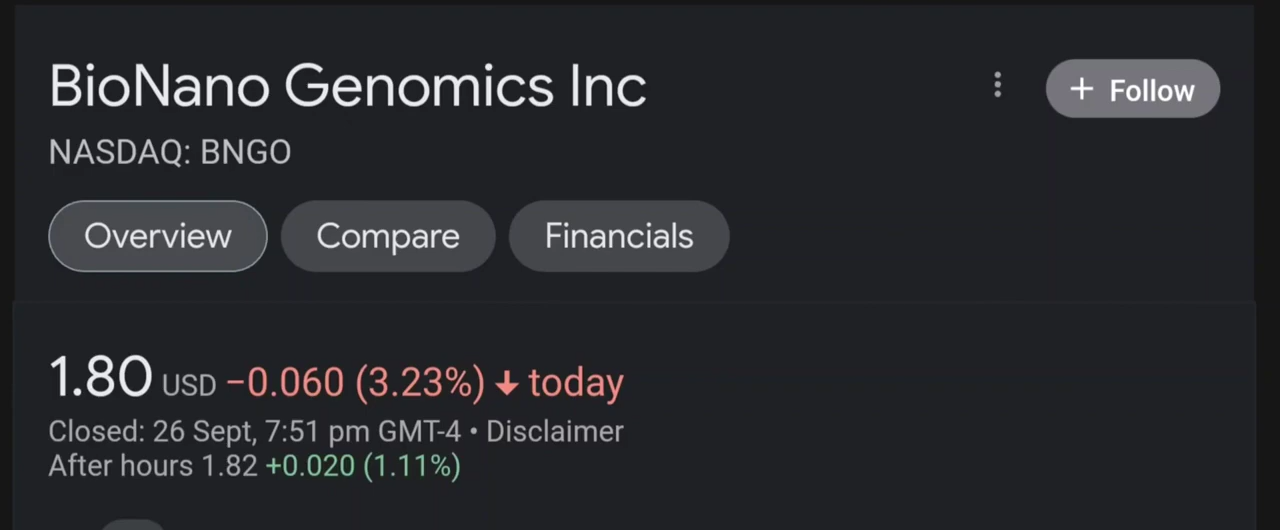 BioNano Genomics Inc
+ Follow
NASDAQ: BNGO
Overview Compare Financials
1.80 USD −0.060 (3.23%) ↓ today
Closed: 26 Sept, 7:51 pm GMT-4 • Disclaimer
After hours 1.82 +0.020 (1.11%)